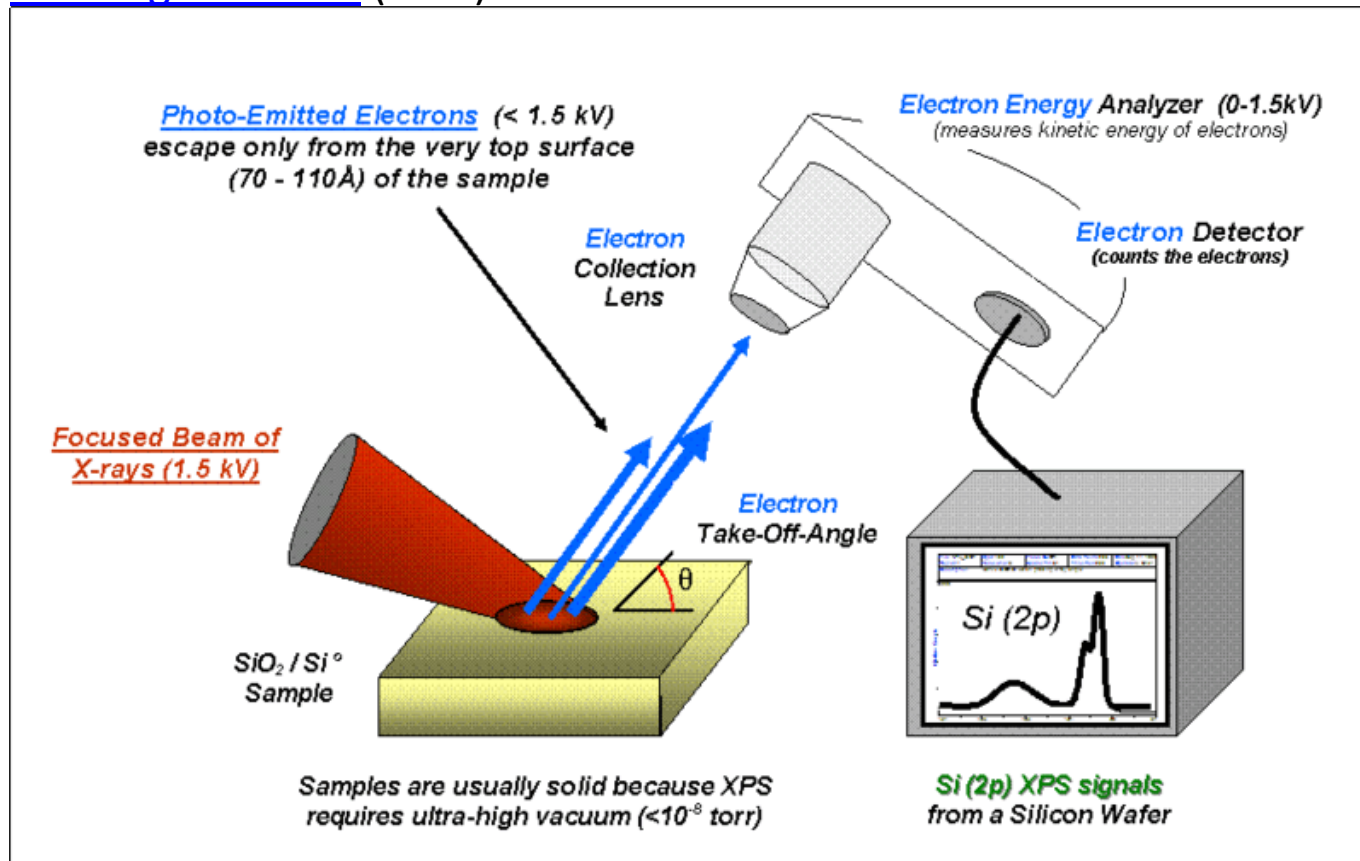 Photo-Emitted Electrons (< 1.5 kV)
escape only from the very top surface
(70 - 110Å) of the sample
Electron Energy Analyzer (0-1.5kV)
(measures kinetic energy of electrons)
Electron
Collection
Lens
Electron Detector
(counts the electrons)
Focused Beam of
X-rays (1.5 kV)
Electron
Take-Off-Angle
θ
SiO₂ / Si°
Sample
Si (2p)
Samples are usually solid because XPS
requires ultra-high vacuum (<10⁻⁸ torr)
Si (2p) XPS signals
from a Silicon Wafer